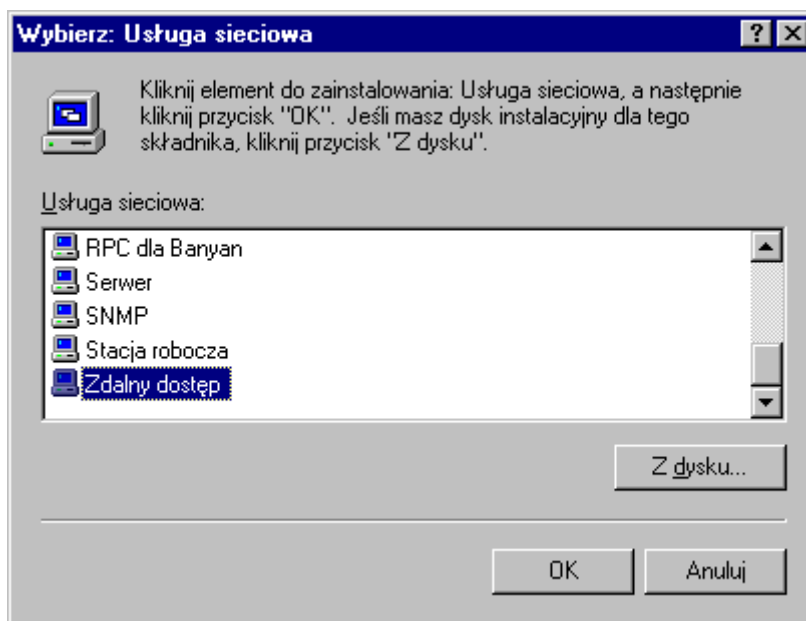 Wybierz: Usługa sieciowa
Kliknij element do zainstalowania: Usługa sieciowa, a następnie
kliknij przycisk "OK". Jeśli masz dysk instalacyjny dla tego
składnika, kliknij przycisk "Z dysku".
Usługa sieciowa:
RPC dla Banyan
Serwer
SNMP
Stacja robocza
Zdalny dostęp
Z dysku...
OK
Anuluj